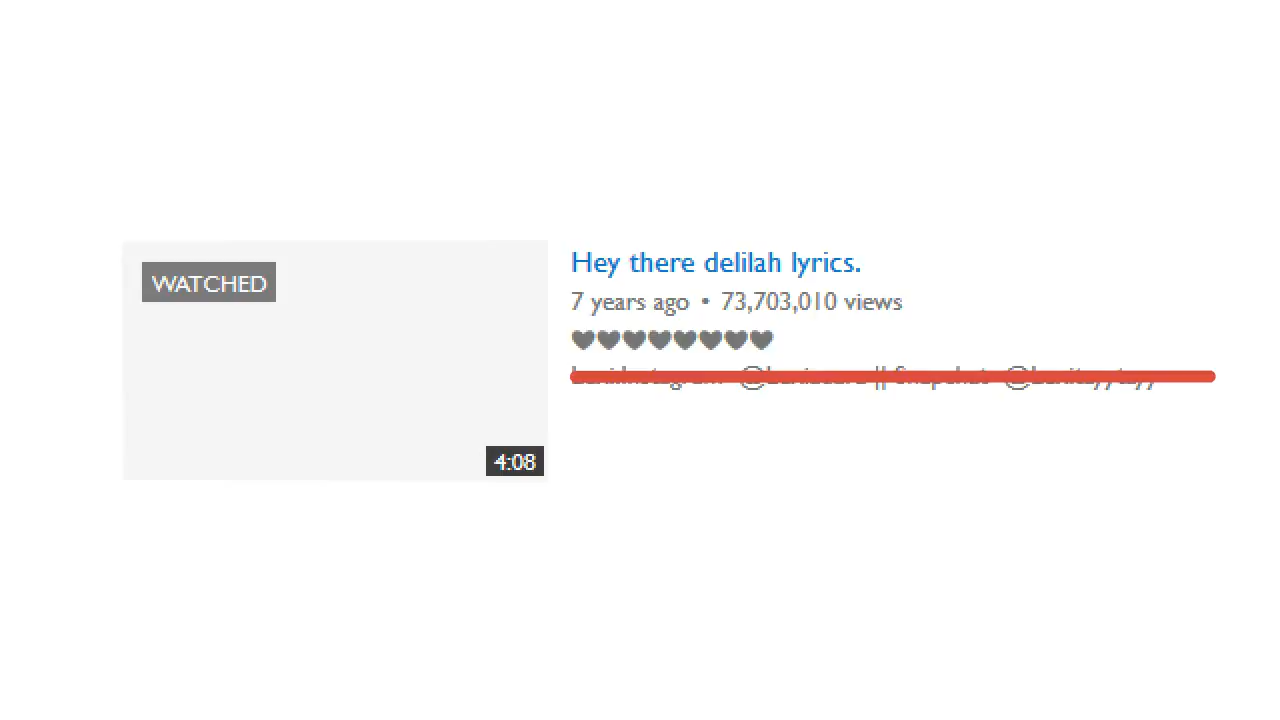 WATCHED
4:08
Hey there delilah lyrics.
7 years ago • 73,703,010 views
♥♥♥♥♥♥♥♥